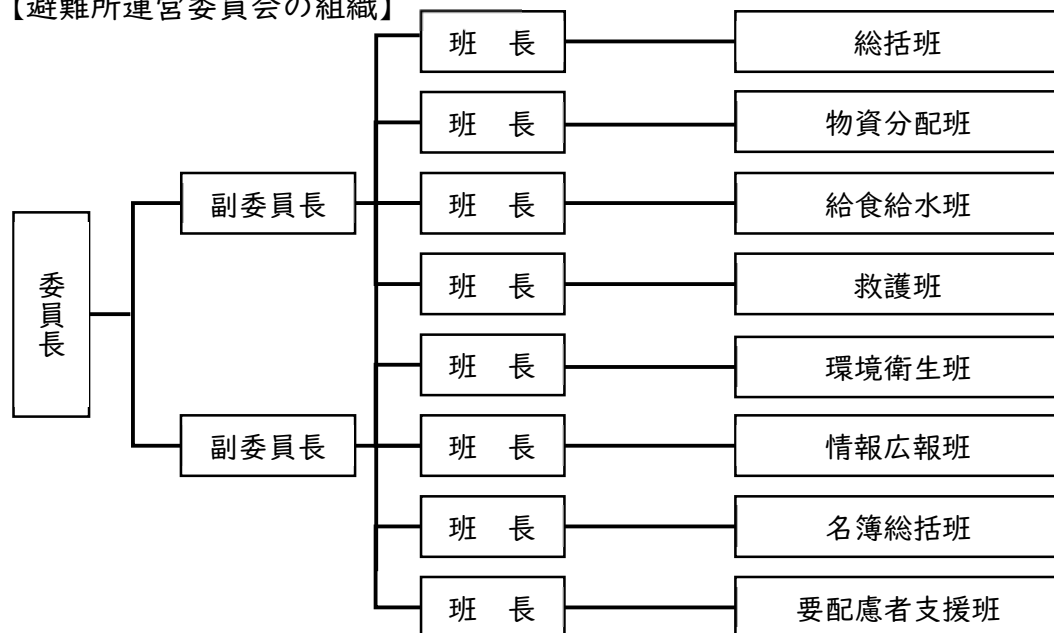 【避難所運営委員会の組織】
班　長
総括班
班　長
物資分配班
副委員長
班　長
給食給水班
委員長
班　長
救護班
班　長
環境衛生班
副委員長
班　長
情報広報班
班　長
名簿総括班
班　長
要配慮者支援班